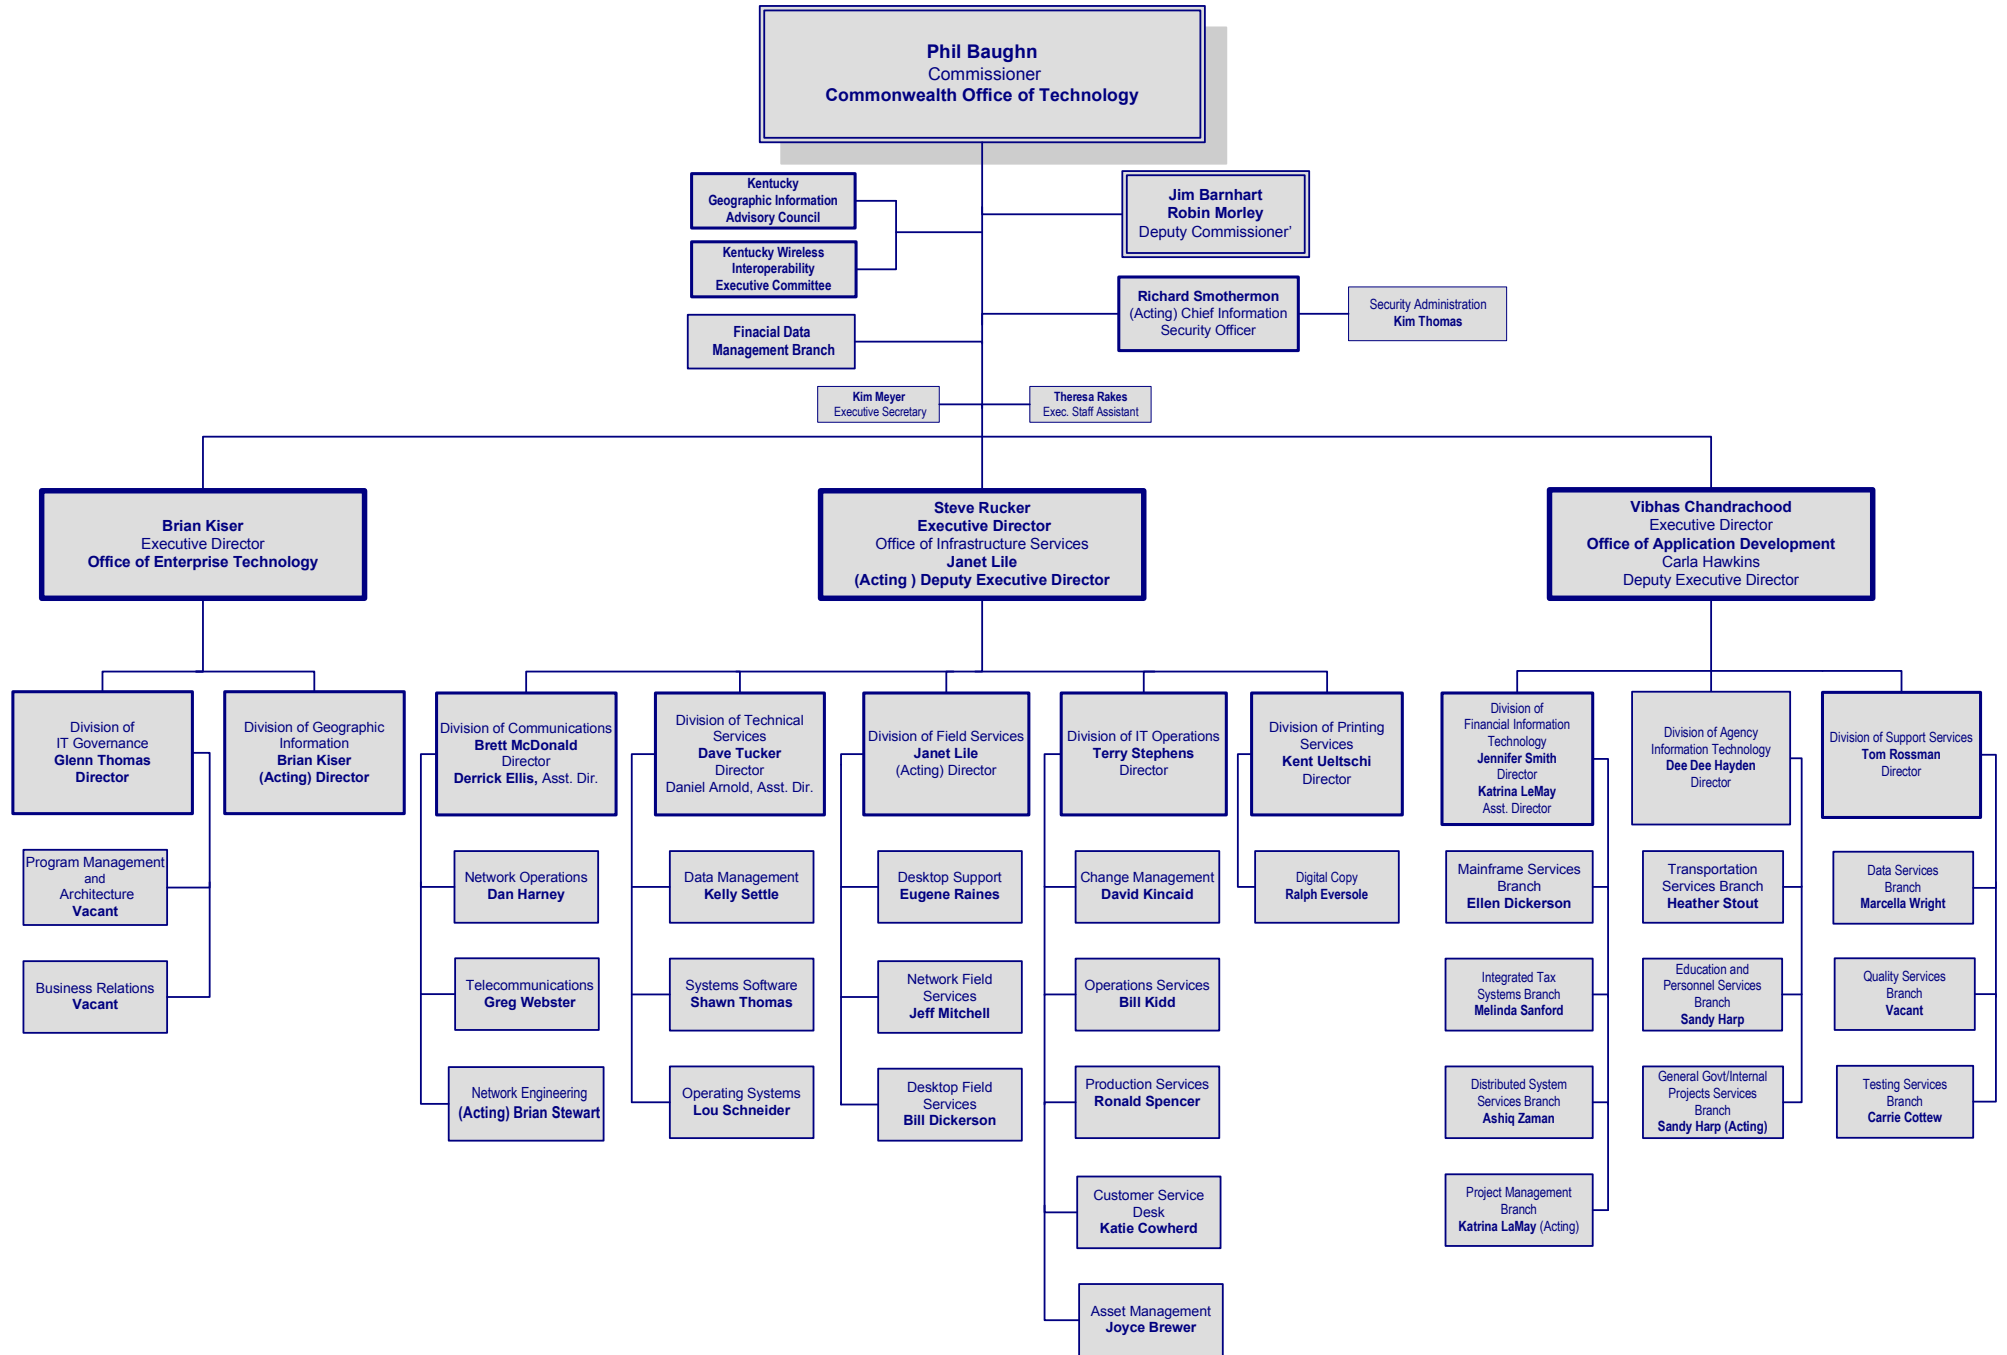 Phil Baughn
Commissioner
Commonwealth Office of Technology
Kentucky
Geographic Information
Advisory Council
Jim Barnhart
Robin Morley
Deputy Commissioner’
Kentucky Wireless
Interoperability
Executive Committee
Richard Smothermon
(Acting) Chief Information
Security Officer
Security Administration
Kim Thomas
Finacial Data
Management Branch
Kim Meyer
Executive Secretary
Theresa Rakes
Exec. Staff Assistant
Brian Kiser
Executive Director
Office of Enterprise Technology
Steve Rucker
Executive Director
Office of Infrastructure Services
Janet Lile
(Acting ) Deputy Executive Director
Vibhas Chandrachood
Executive Director
Office of Application Development
Carla Hawkins
Deputy Executive Director
Division of
IT Governance
Glenn Thomas
Director
Division of Geographic
Information
Brian Kiser
(Acting) Director
Division of Communications
Brett McDonald
Director
Derrick Ellis, Asst. Dir.
Division of Technical
Services
Dave Tucker
Director
Daniel Arnold, Asst. Dir.
Division of Field Services
Janet Lile
(Acting) Director
Division of IT Operations
Terry Stephens
Director
Division of Printing
Services
Kent Ueltschi
Director
Division of
Financial Information
Technology
Jennifer Smith
Director
Katrina LeMay
Asst. Director
Division of Agency
Information Technology
Dee Dee Hayden
Director
Division of Support Services
Tom Rossman
Director
Program Management
and
Architecture
Vacant
Network Operations
Dan Harney
Data Management
Kelly Settle
Desktop Support
Eugene Raines
Change Management
David Kincaid
Digital Copy
Ralph Eversole
Mainframe Services
Branch
Ellen Dickerson
Transportation
Services Branch
Heather Stout
Data Services
Branch
Marcella Wright
Business Relations
Vacant
Telecommunications
Greg Webster
Systems Software
Shawn Thomas
Network Field
Services
Jeff Mitchell
Operations Services
Bill Kidd
Integrated Tax
Systems Branch
Melinda Sanford
Education and
Personnel Services
Branch
Sandy Harp
Quality Services
Branch
Vacant
Network Engineering
(Acting) Brian Stewart
Operating Systems
Lou Schneider
Desktop Field
Services
Bill Dickerson
Production Services
Ronald Spencer
Distributed System
Services Branch
Ashiq Zaman
General Govt/Internal
Projects Services
Branch
Sandy Harp (Acting)
Testing Services
Branch
Carrie Cottew
Customer Service
Desk
Katie Cowherd
Project Management
Branch
Katrina LaMay (Acting)
Asset Management
Joyce Brewer